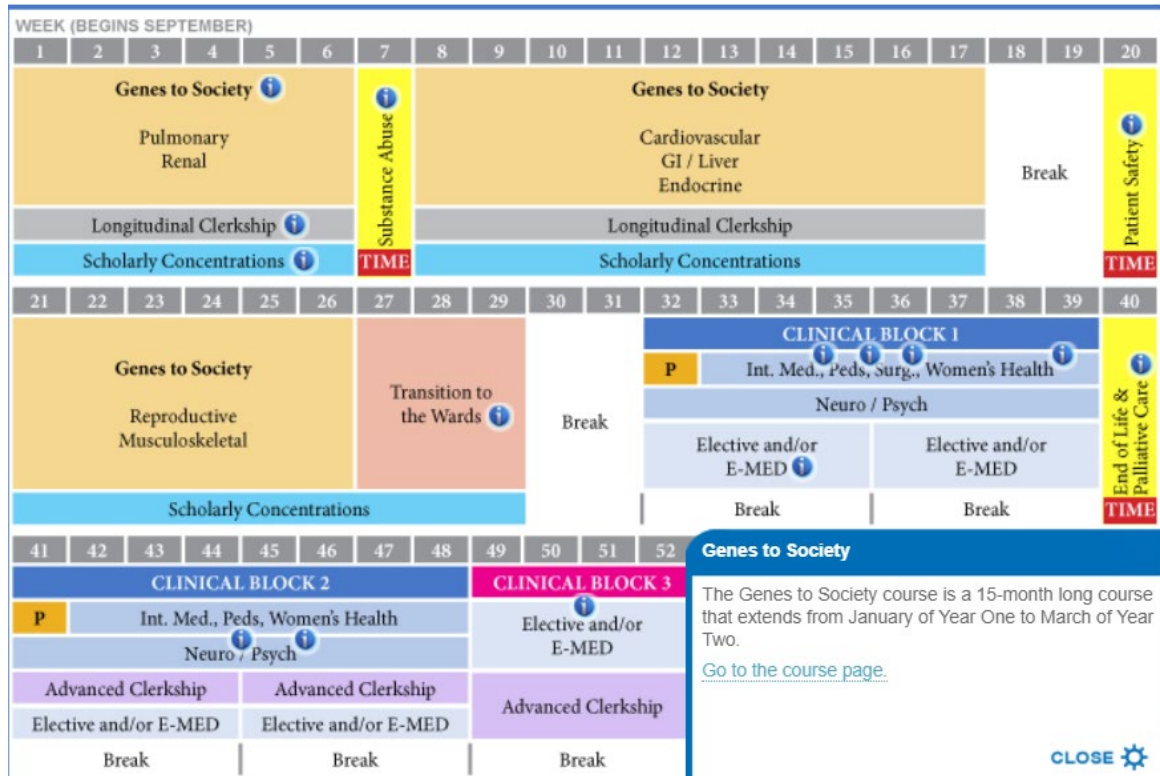 WEEK (BEGINS SEPTEMBER)
1 2 3 4 5 6 7 8 9 10 11 12 13 14 15 16 17 18 19 20
Genes to Society
Pulmonary
Renal
Longitudinal Clerkship
Scholarly Concentrations
Substance Abuse
TIME
Genes to Society
Cardiovascular
GI / Liver
Endocrine
Longitudinal Clerkship
Scholarly Concentrations
Break
Patient Safety
TIME
21 22 23 24 25 26 27 28 29 30 31 32 33 34 35 36 37 38 39 40
Genes to Society
Reproductive
Musculoskeletal
Transition to
the Wards
Scholarly Concentrations
Break
CLINICAL BLOCK 1
P
Int. Med., Peds, Surg., Women's Health
Neuro / Psych
Elective and/or
E-MED
Elective and/or
E-MED
Break
Break
End of Life &
Palliative Care
TIME
41 42 43 44 45 46 47 48 49 50 51 52
CLINICAL BLOCK 2
P
Int. Med., Peds, Women's Health
Neuro / Psych
Advanced Clerkship
Advanced Clerkship
Elective and/or E-MED
Elective and/or E-MED
Break
Break
CLINICAL BLOCK 3
Elective and/or
E-MED
Advanced Clerkship
Break
Genes to Society
The Genes to Society course is a 15-month long course
that extends from January of Year One to March of Year
Two.
Go to the course page.
CLOSE